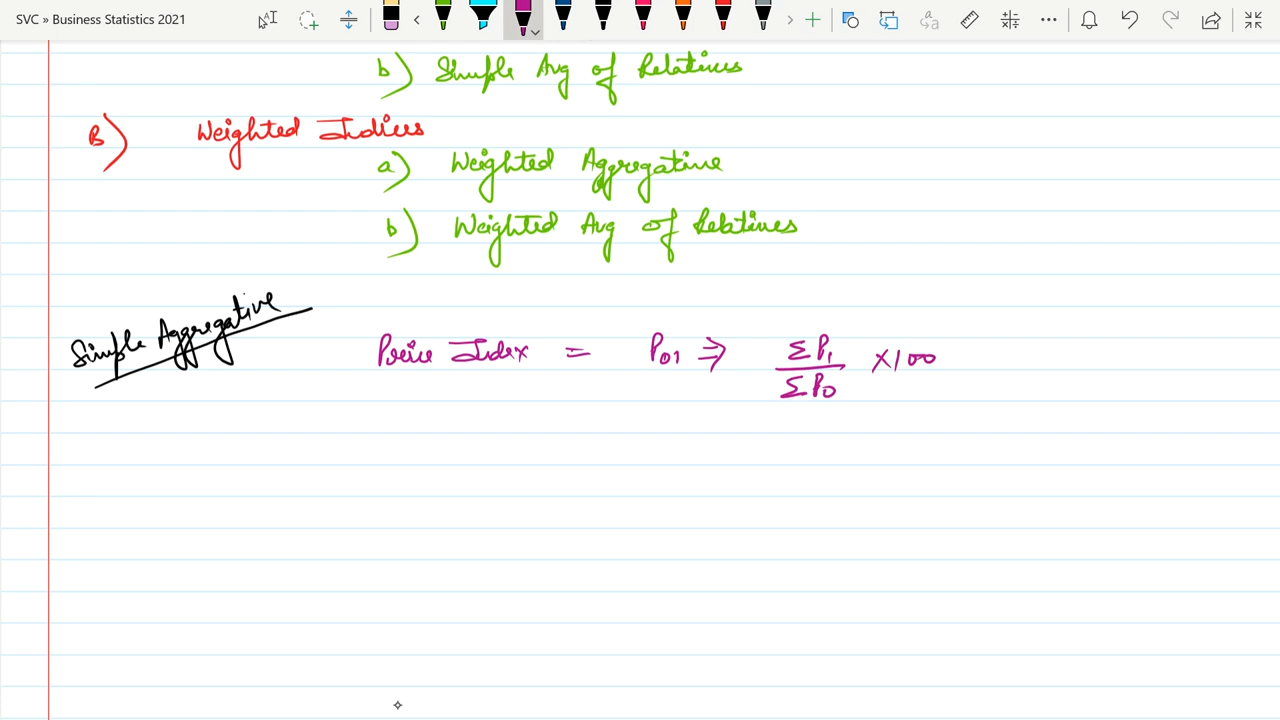 SVC » Business Statistics 2021
b) Simple Avg of Relatives
B) Weighted Indices
a) Weighted Aggregative
b) Weighted Avg of Relatives
Simple Aggregative
Price Index = P01 ⇒ ΣP1 / ΣP0 ×100